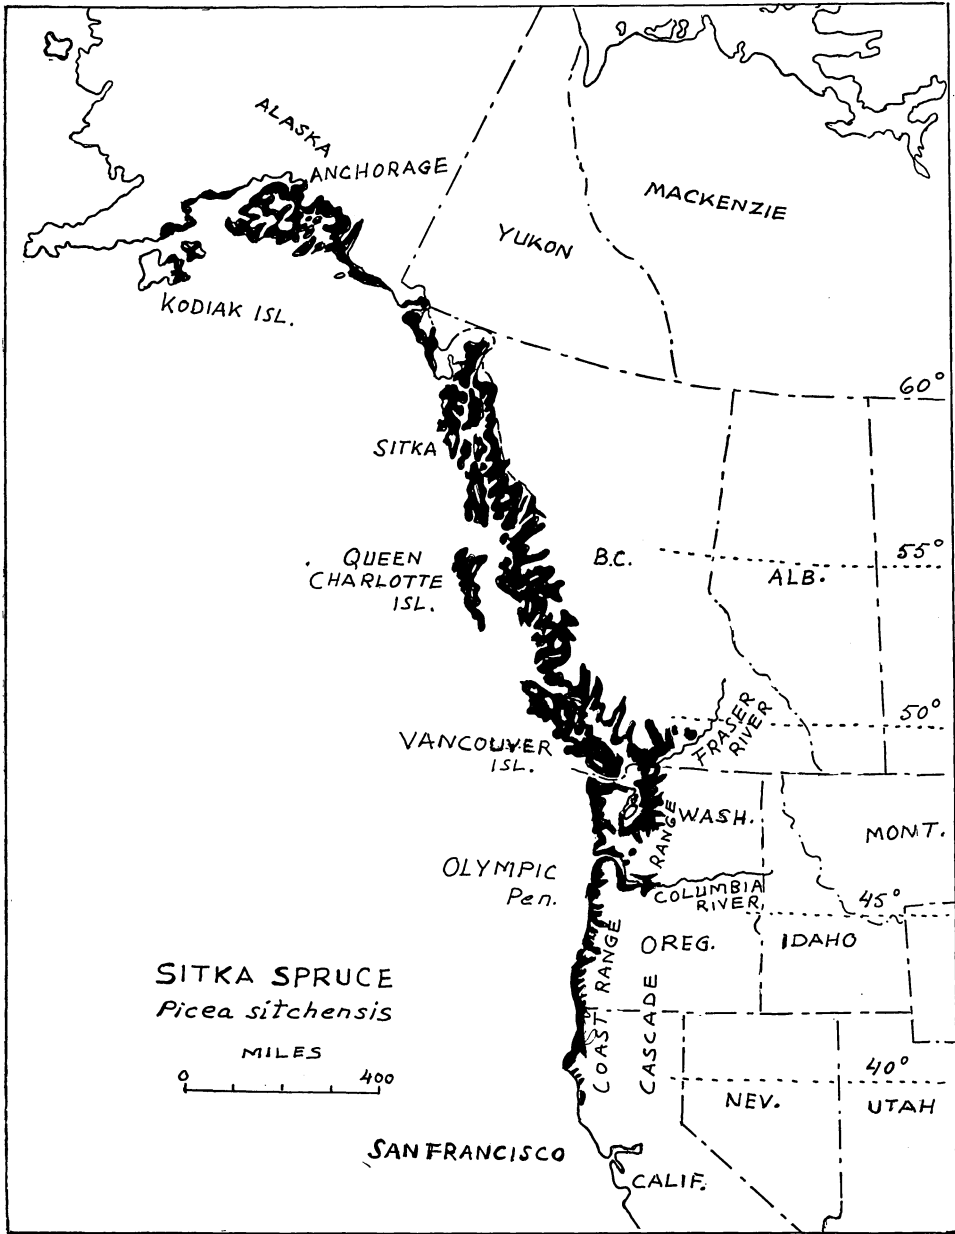 ALASKA
ANCHORAGE
MACKENZIE
YUKON
KODIAK ISL.
60°
SITKA
55°
QUEEN
CHARLOTTE
ISL.
B.C.
ALB.
50°
FRASER
RIVER
VANCOUVER
ISL.
RANGE
WASH.
MONT.
OLYMPIC
Pen.
COLUMBIA
RIVER
45°
OREG.
IDAHO
COAST RANGE
CASCADE
SITKA SPRUCE
Picea sitchensis
MILES
0 400
40°
NEV.
UTAH
SAN FRANCISCO
CALIF.